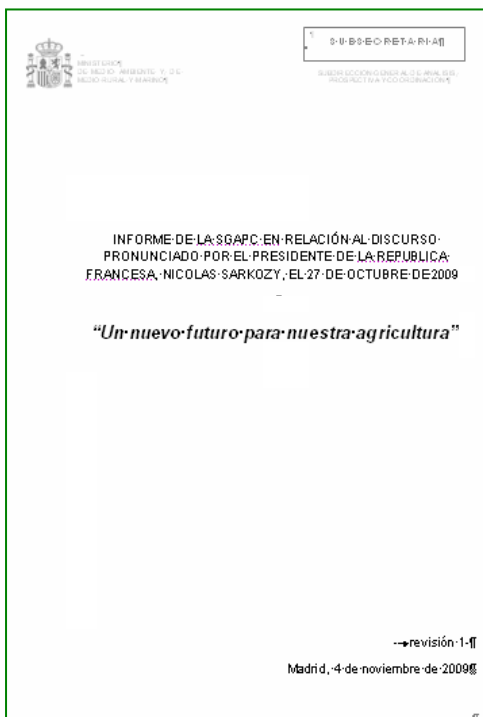 SUBSECRETARIA
MINISTERIO
DE MEDIO AMBIENTE Y DE
MEDIO RURAL Y MARINO
SUBDIRECCIÓN GENERAL DE ANALISIS,
PROSPECTIVA Y COORDINACION
INFORME DE LA SGAPC EN RELACIÓN AL DISCURSO
PRONUNCIADO POR EL PRESIDENTE DE LA REPUBLICA
FRANCESA, NICOLAS SARKOZY, EL 27 DE OCTUBRE DE 2009
“Un nuevo futuro para nuestra agricultura”
revisión 1
Madrid, 4 de noviembre de 2009